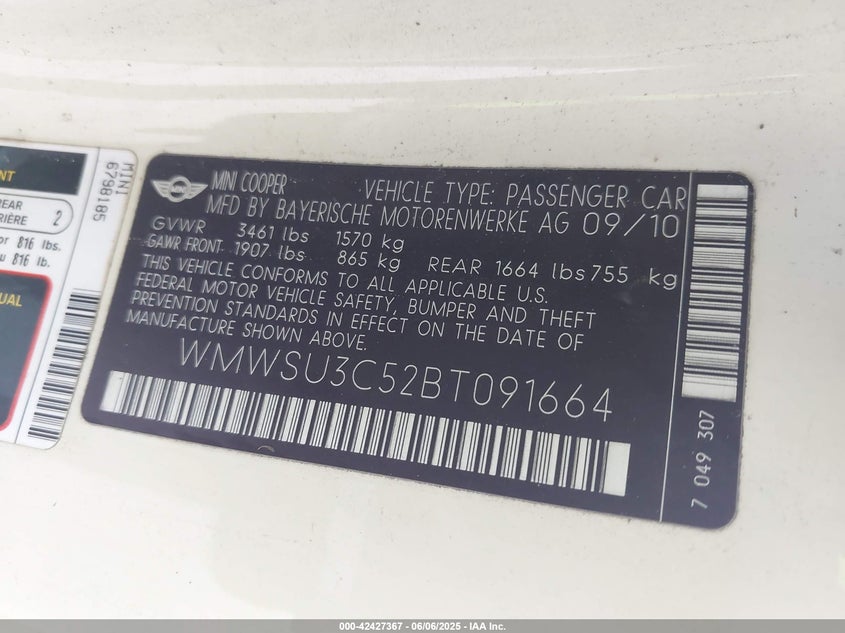 MINI COOPER
VEHICLE TYPE: PASSENGER CAR
MFD BY BAYERISCHE MOTORENWERKE AG 09/10
GVWR 3461 lbs 1570 kg
GAWR FRONT 1907 lbs 865 kg REAR 1664 lbs 755 kg
THIS VEHICLE CONFORMS TO ALL APPLICABLE U.S.
FEDERAL MOTOR VEHICLE SAFETY, BUMPER AND THEFT
PREVENTION STANDARDS IN EFFECT ON THE DATE OF
MANUFACTURE SHOWN ABOVE.
WMWSU3C52BT091664
7 049 307
MINI
6798185
REAR
2
816 lbs.
816 lb.
000-42427367 - 06/06/2025 - IAA Inc.